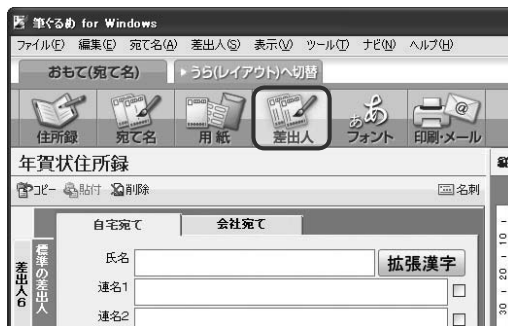 筆ぐるめ for Windows
ファイル(F) 編集(E) 宛て名(A) 差出人(S) 表示(V) ツール(T) ナビ(N) ヘルプ(H)
おもて(宛て名) うら(レイアウト)へ切替
住所録 宛て名 用紙 差出人 フォント 印刷・メール
年賀状住所録
コピー 貼付 削除 名刺
自宅宛て 会社宛て
氏名 拡張漢字
連名1
連名2
標準の差出人
差出人6
10
20
30